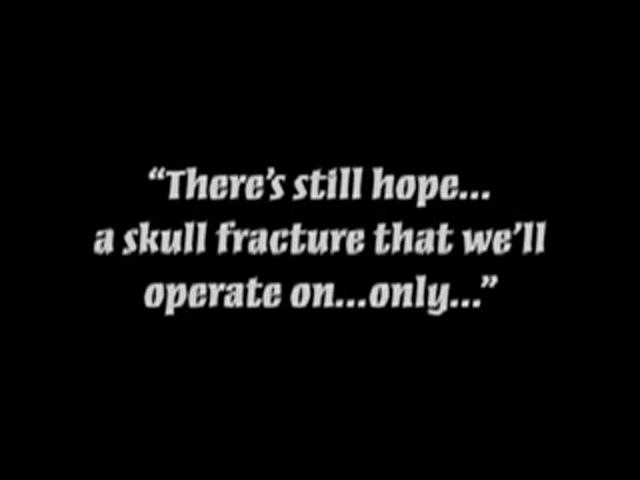 “There’s still hope...
a skull fracture that we’ll
operate on...only...”